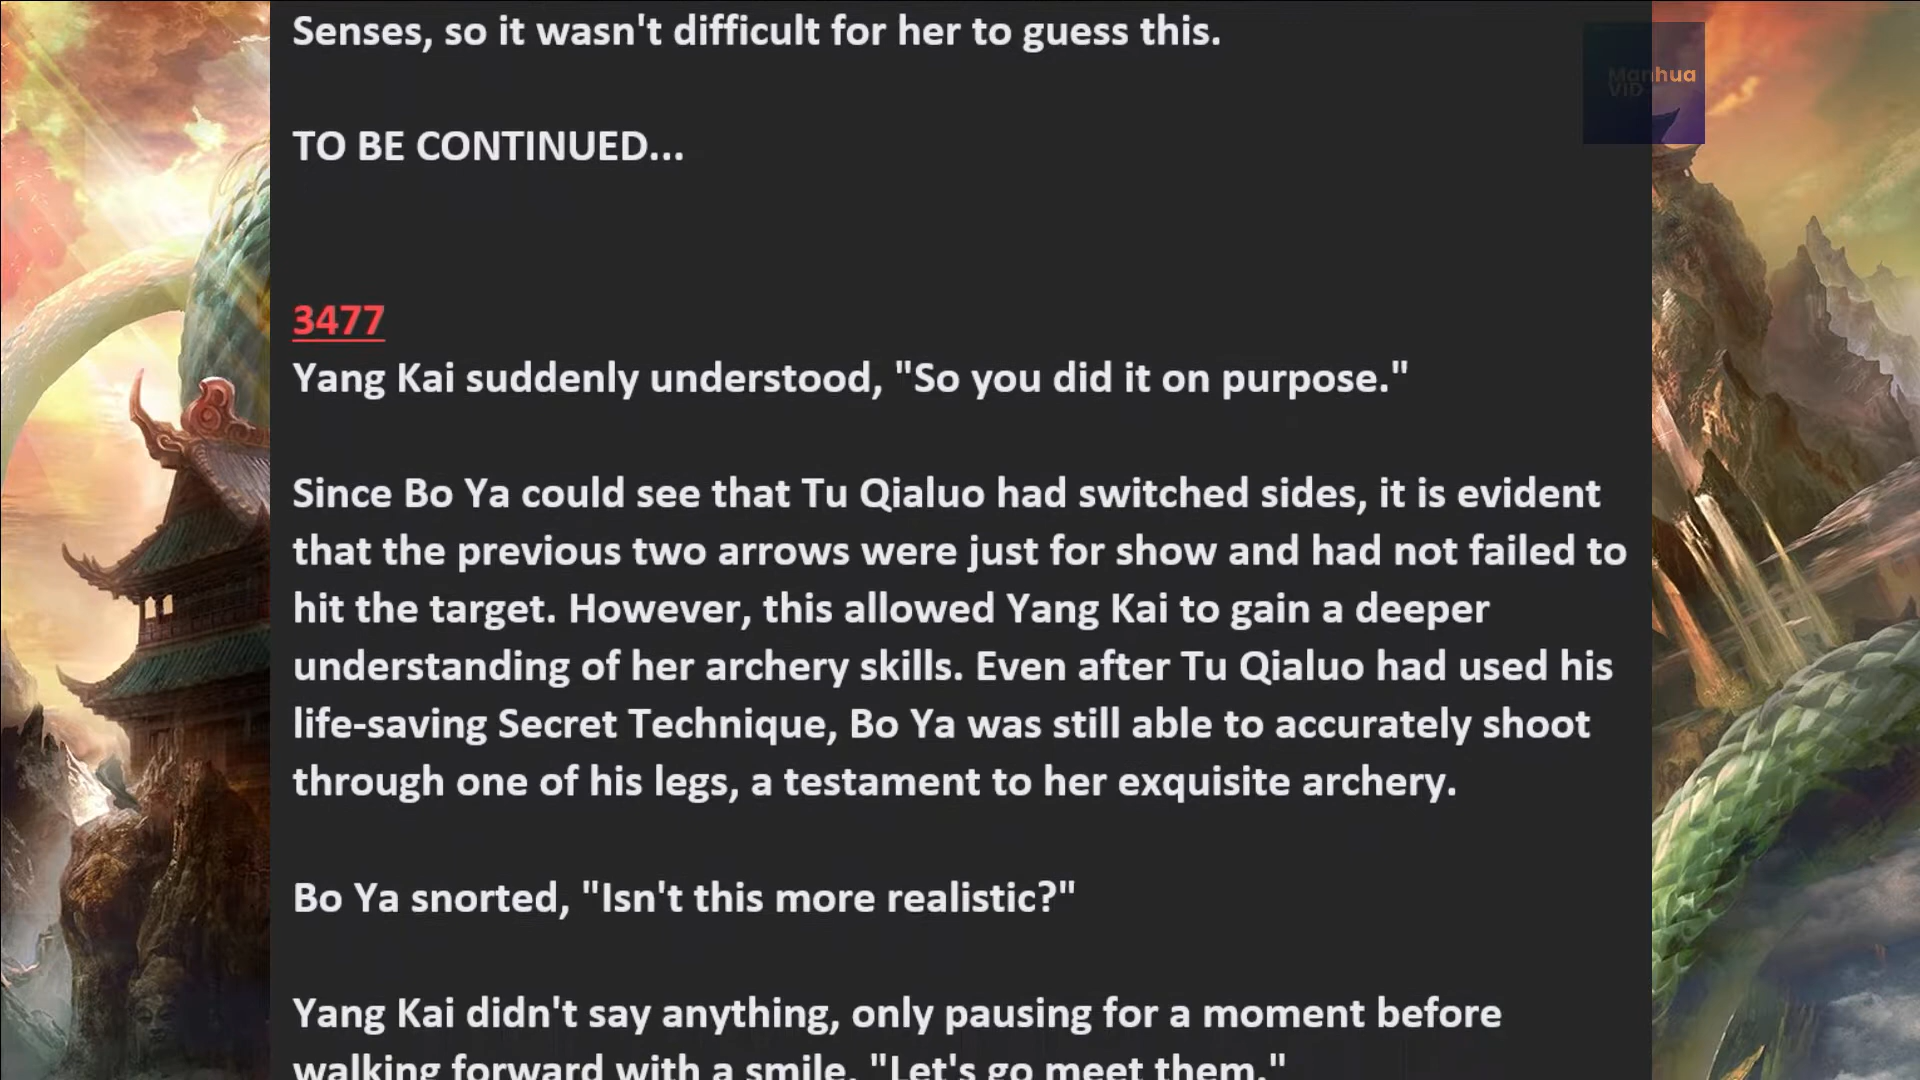 Senses, so it wasn't difficult for her to guess this.
Manhua
ViD
TO BE CONTINUED...
3477
Yang Kai suddenly understood, "So you did it on purpose."
Since Bo Ya could see that Tu Qialuo had switched sides, it is evident
that the previous two arrows were just for show and had not failed to
hit the target. However, this allowed Yang Kai to gain a deeper
understanding of her archery skills. Even after Tu Qialuo had used his
life-saving Secret Technique, Bo Ya was still able to accurately shoot
through one of his legs, a testament to her exquisite archery.
Bo Ya snorted, "Isn't this more realistic?"
Yang Kai didn't say anything, only pausing for a moment before
walking forward with a smile, "Let's go meet them."